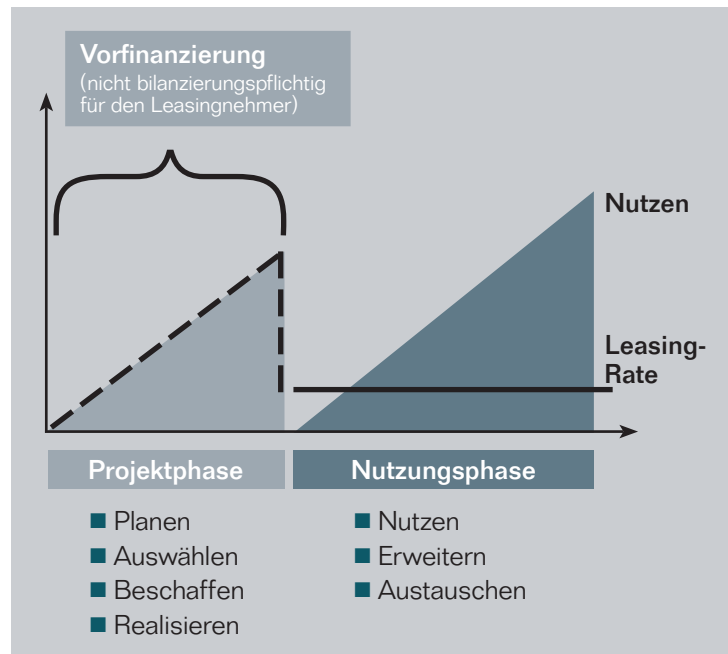 Vorfinanzierung
(nicht bilanzierungspflichtig
für den Leasingnehmer)
Nutzen
Leasing-
Rate
Projektphase
Planen
Auswählen
Beschaffen
Realisieren
Nutzungsphase
Nutzen
Erweitern
Austauschen